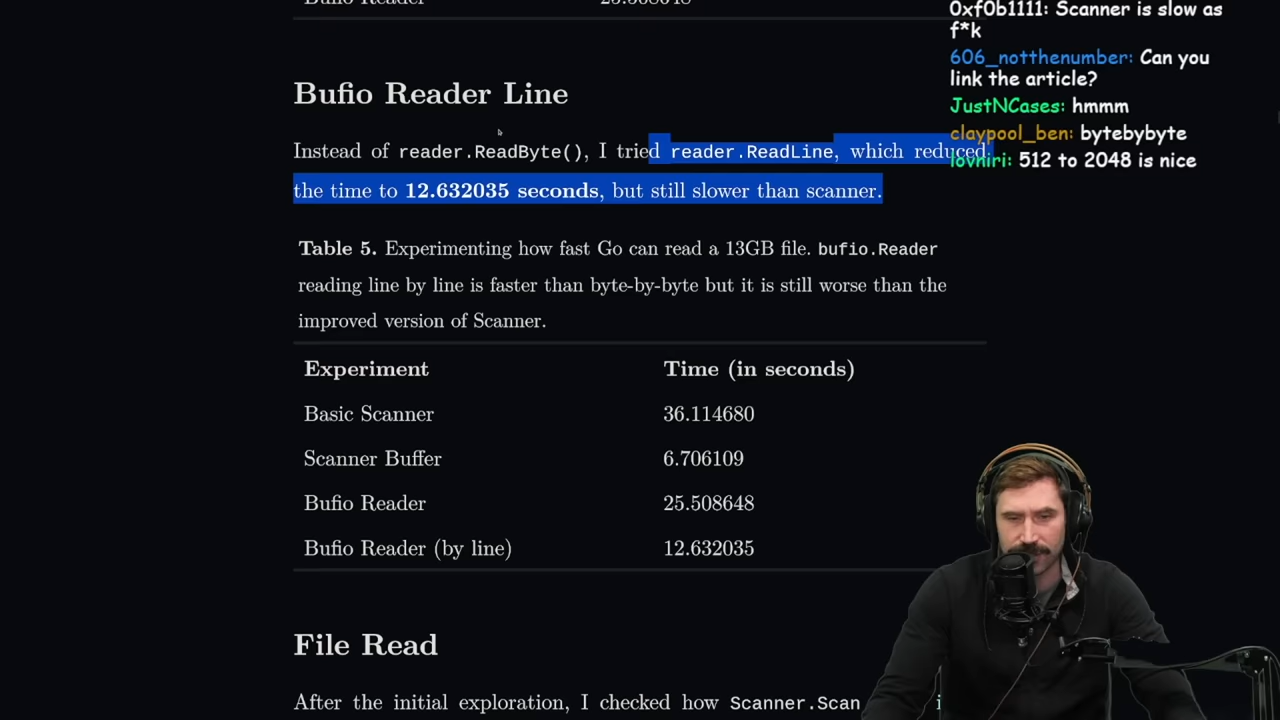 Bufio Reader Line
Instead of reader.ReadByte(), I tried reader.ReadLine, which reduced
the time to 12.632035 seconds, but still slower than scanner.
Table 5. Experimenting how fast Go can read a 13GB file. bufio.Reader
reading line by line is faster than byte-by-byte but it is still worse than the
improved version of Scanner.
Experiment Time (in seconds)
Basic Scanner 36.114680
Scanner Buffer 6.706109
Bufio Reader 25.508648
Bufio Reader (by line) 12.632035
File Read
After the initial exploration, I checked how Scanner.Scan
0xf0b1111: Scanner is slow as
f*k
606_notthenumber: Can you
link the article?
JustNCases: hmmm
claypool_ben: bytebybyte
lovniri: 512 to 2048 is nice